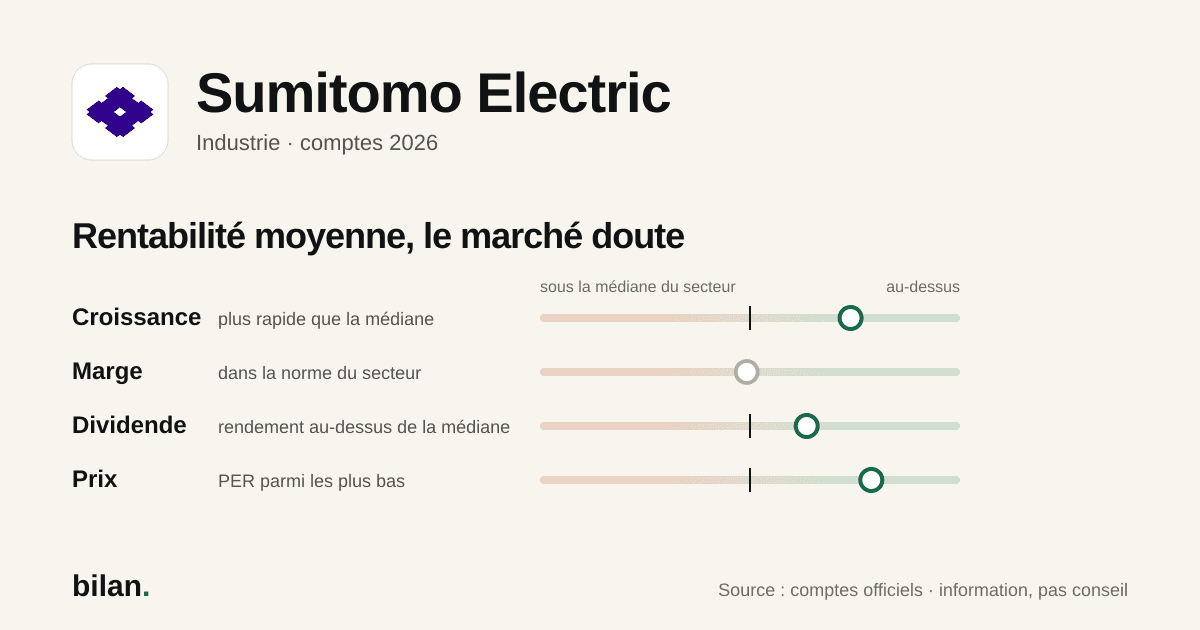 Sumitomo Electric
Industrie · comptes 2026
Rentabilité moyenne, le marché doute
sous la médiane du secteur au-dessus
Croissance plus rapide que la médiane
Marge dans la norme du secteur
Dividende rendement au-dessus de la médiane
Prix PER parmi les plus bas
bilan.
Source : comptes officiels · information, pas conseil